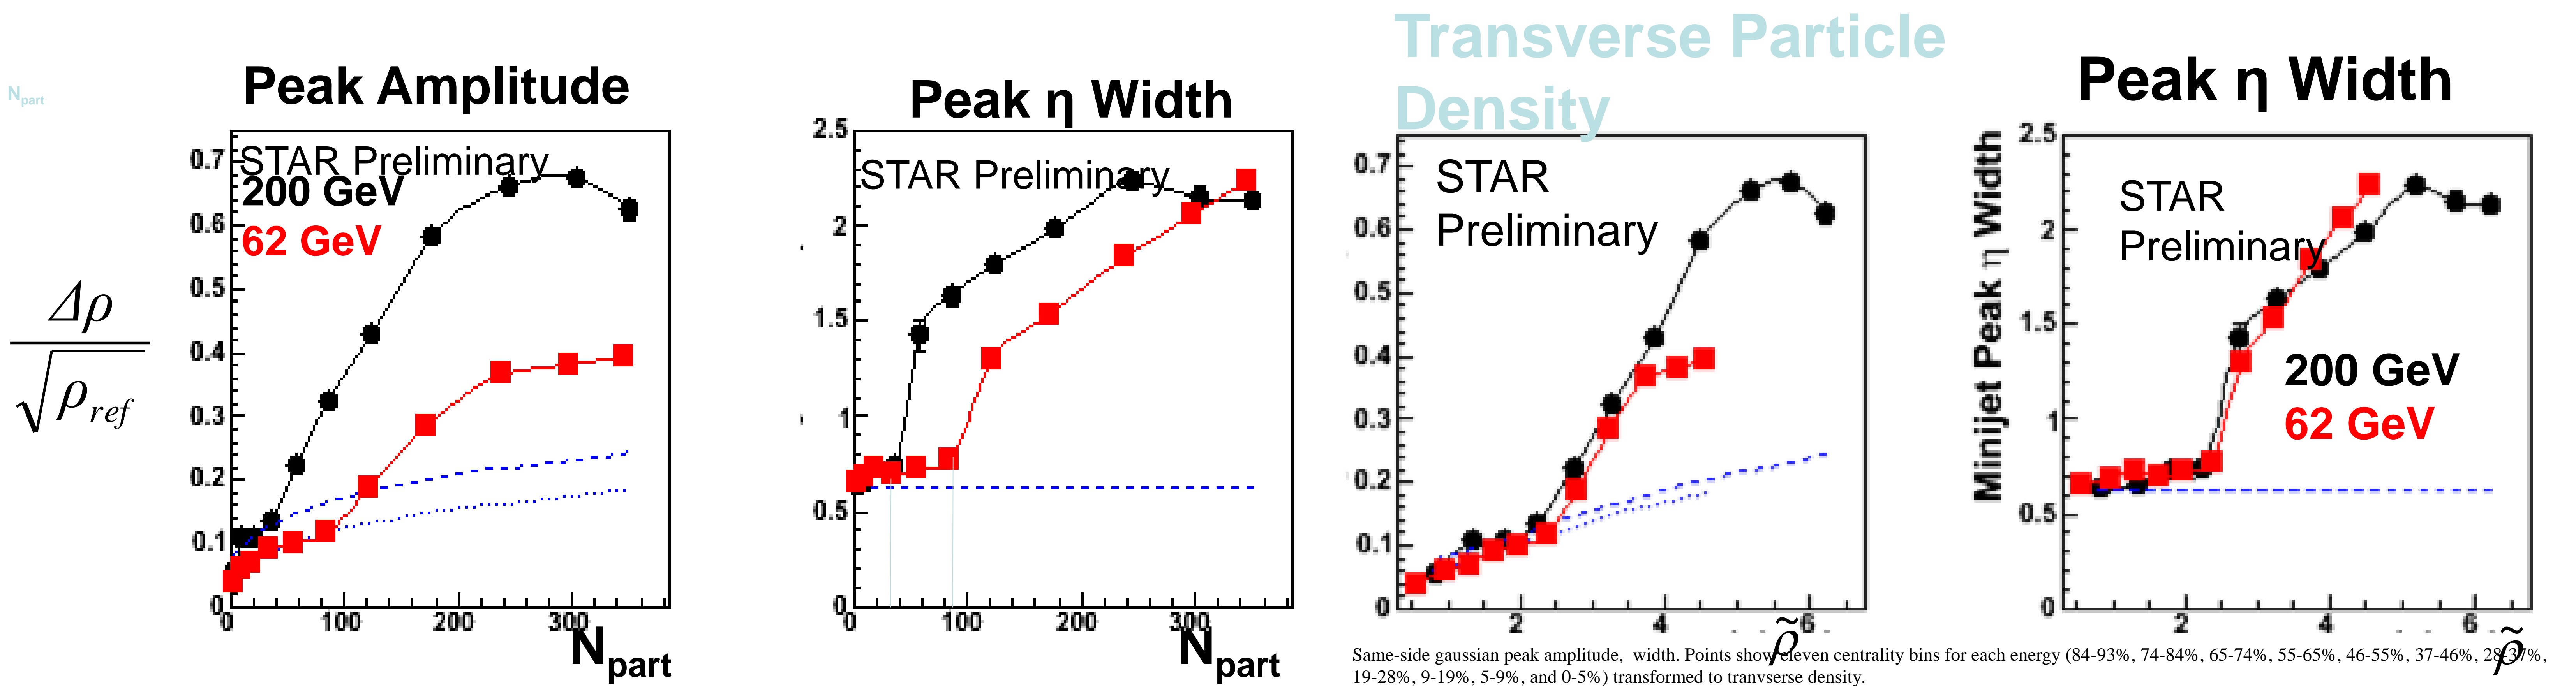 N_part
Δρ
√ρ_ref
Peak Amplitude
STAR Preliminary
200 GeV
62 GeV
0.7
0.6
0.5
0.4
0.3
0.2
0.1
0
0 100 200 300
N_part
Peak η Width
STAR Preliminary
2.5
2
1.5
1
0.5
0
0 100 200 300
N_part
Transverse Particle
Density
STAR
Preliminary
0.7
0.6
0.5
0.4
0.3
0.2
0.1
0
2 4 6
ρ̃
Peak η Width
Minijet Peak η Width
STAR
Preliminary
200 GeV
62 GeV
2.5
2
1.5
1
0.5
0
2 4 6
ρ̃
Same-side gaussian peak amplitude, width. Points show eleven centrality bins for each energy (84-93%, 74-84%, 65-74%, 55-65%, 46-55%, 37-46%, 28-37%,
19-28%, 9-19%, 5-9%, and 0-5%) transformed to tranvserse density.